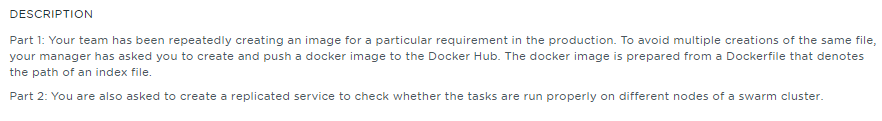 DESCRIPTION
Part 1: Your team has been repeatedly creating an image for a particular requirement in the production. To avoid multiple creations of the same file,
your manager has asked you to create and push a docker image to the Docker Hub. The docker image is prepared from a Dockerfile that denotes
the path of an index file.
Part 2: You are also asked to create a replicated service to check whether the tasks are run properly on different nodes of a swarm cluster.